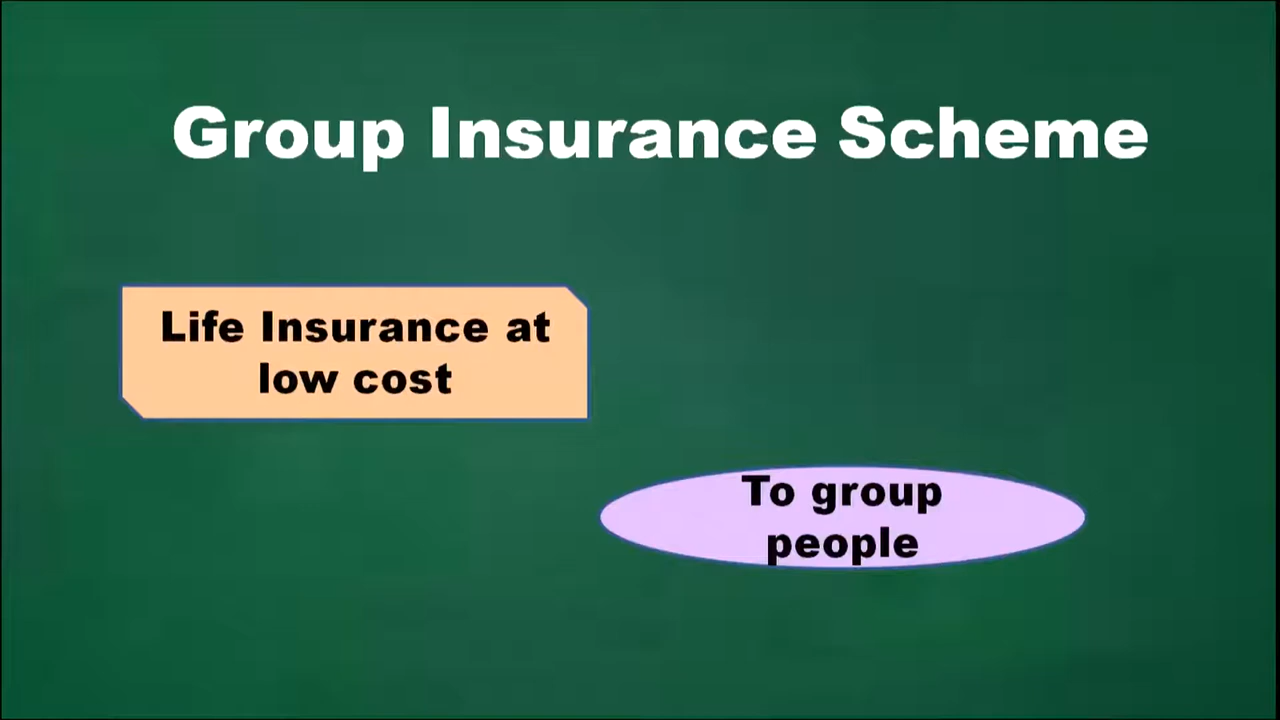 Group Insurance Scheme
Life Insurance at
low cost
To group
people